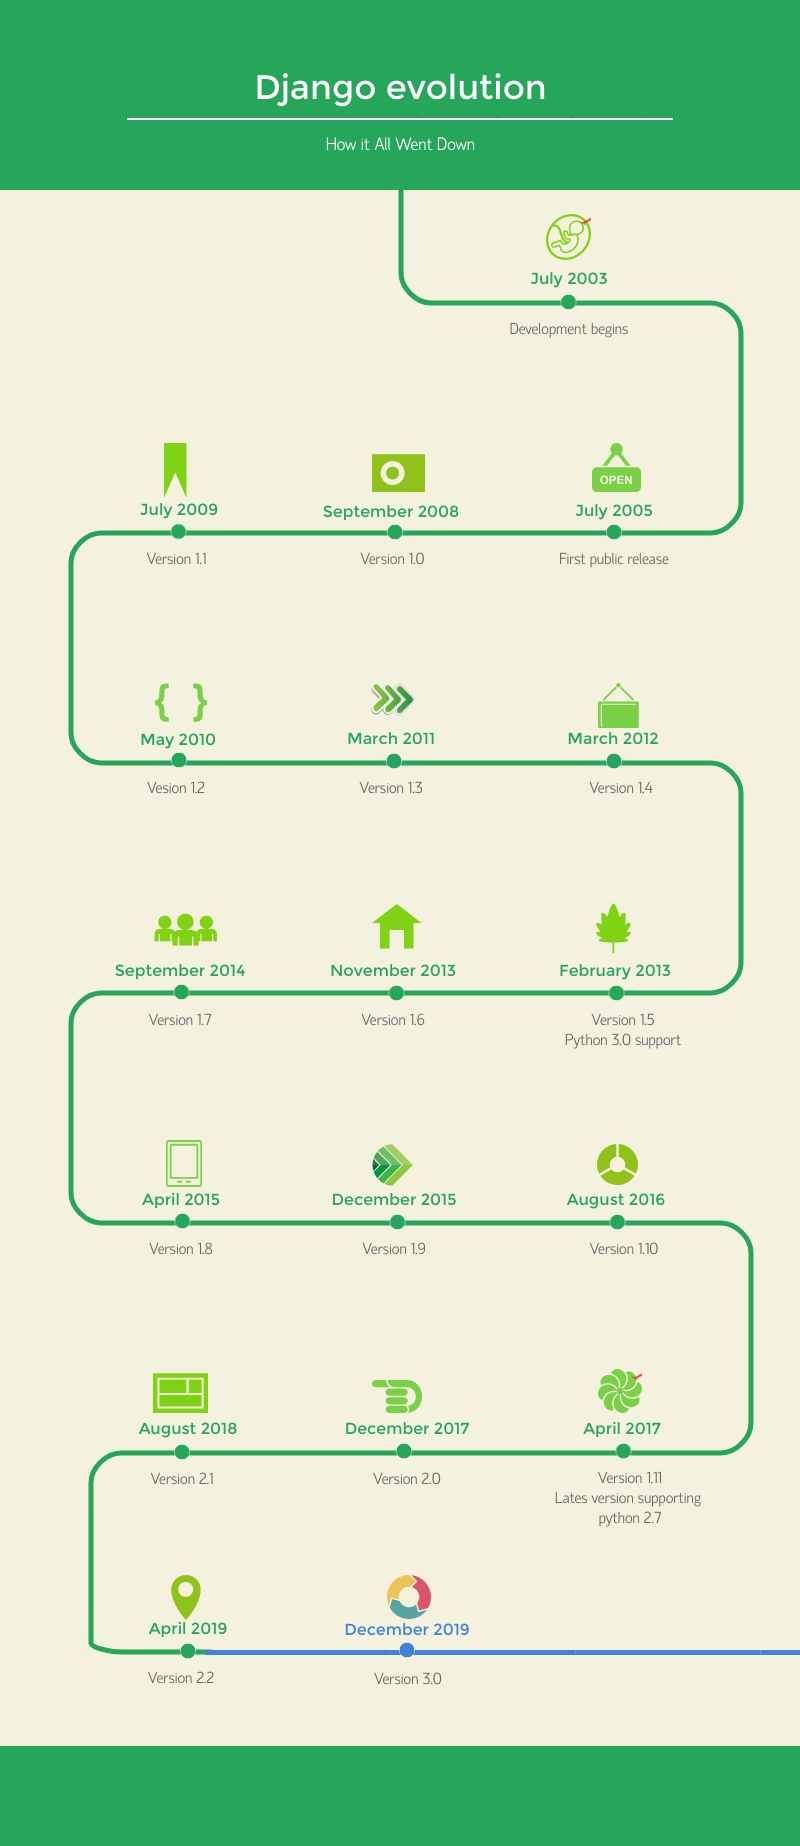 Django evolution
How it All Went Down
July 2003
Development begins
OPEN
July 2005
First public release
September 2008
Version 1.0
July 2009
Version 1.1
{ }
May 2010
Vesion 1.2
March 2011
Version 1.3
March 2012
Version 1.4
February 2013
Version 1.5
Python 3.0 support
November 2013
Version 1.6
September 2014
Version 1.7
April 2015
Version 1.8
December 2015
Version 1.9
August 2016
Version 1.10
April 2017
Version 1.11
Lates version supporting
python 2.7
December 2017
Version 2.0
August 2018
Version 2.1
April 2019
Version 2.2
December 2019
Version 3.0